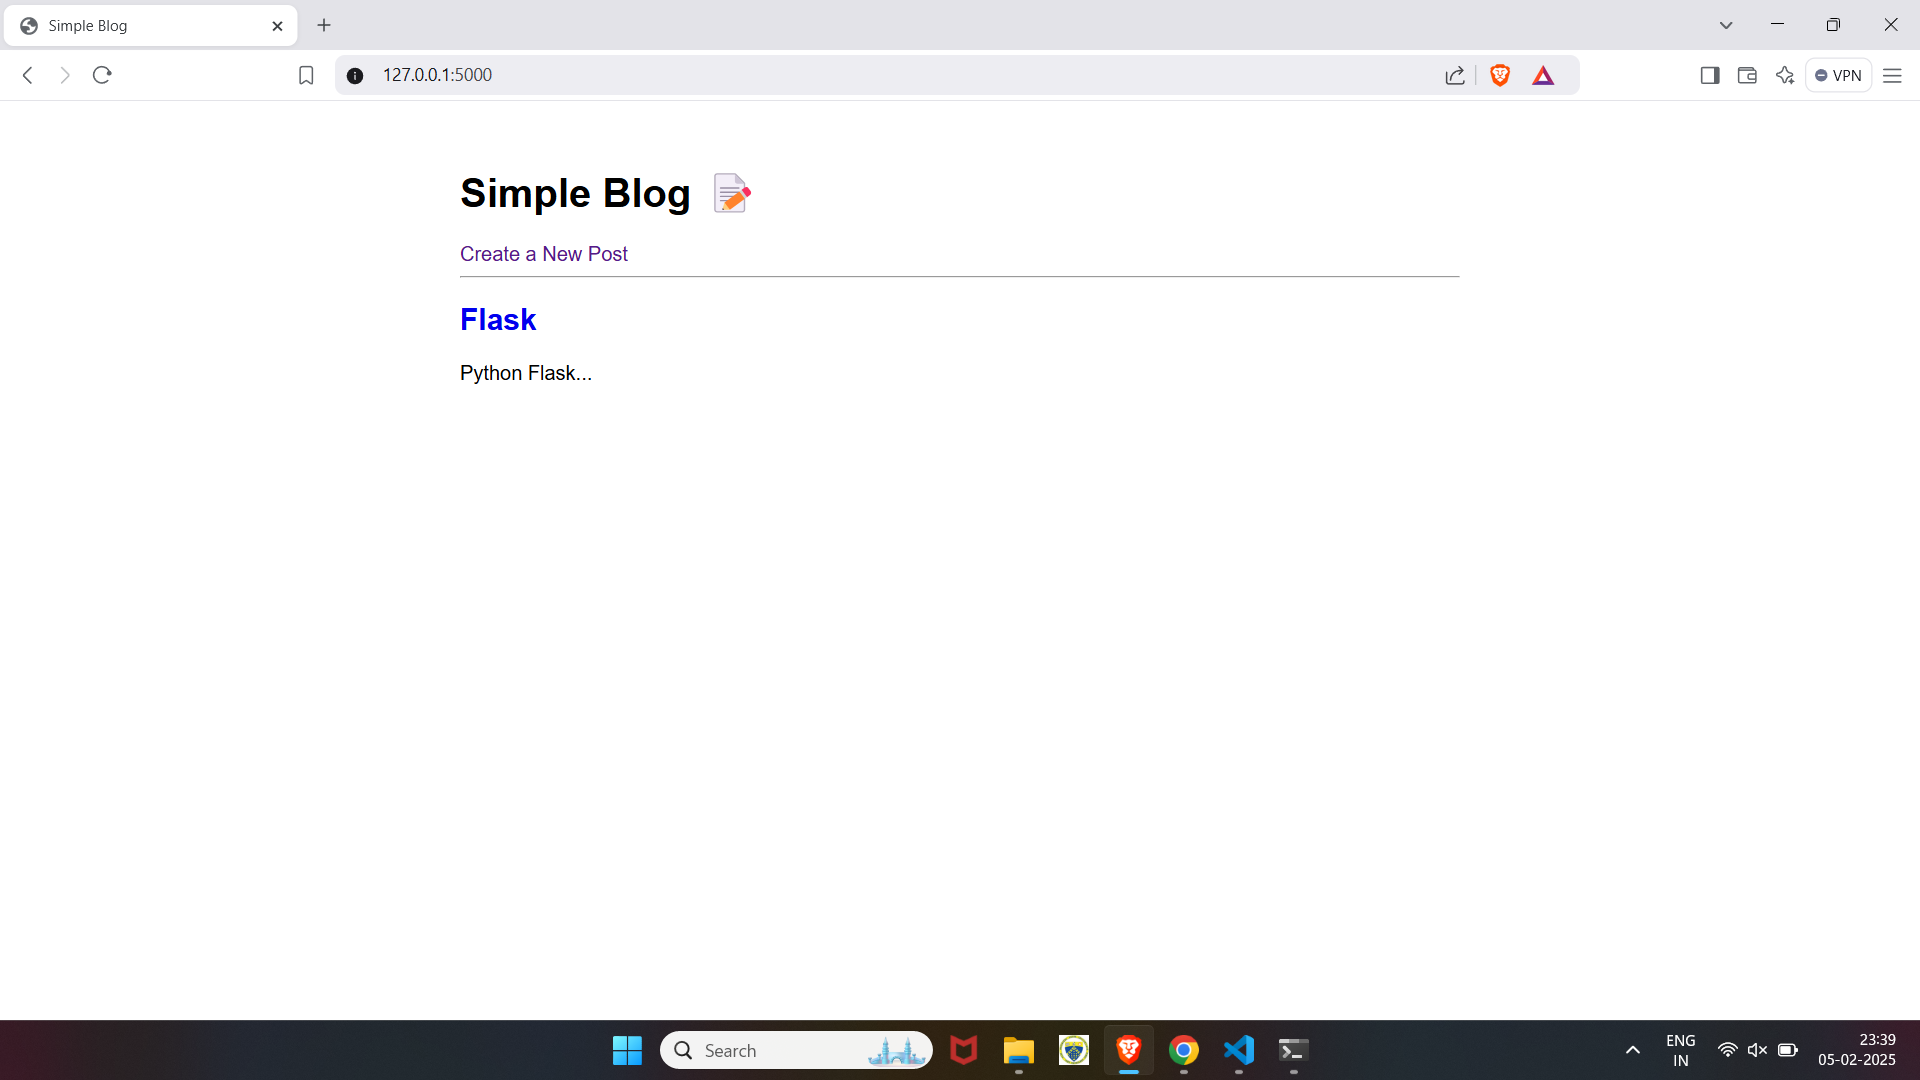 Simple Blog
127.0.0.1:5000
VPN
Simple Blog
Create a New Post
Flask
Python Flask...
Search
ENG
IN
23:39
05-02-2025